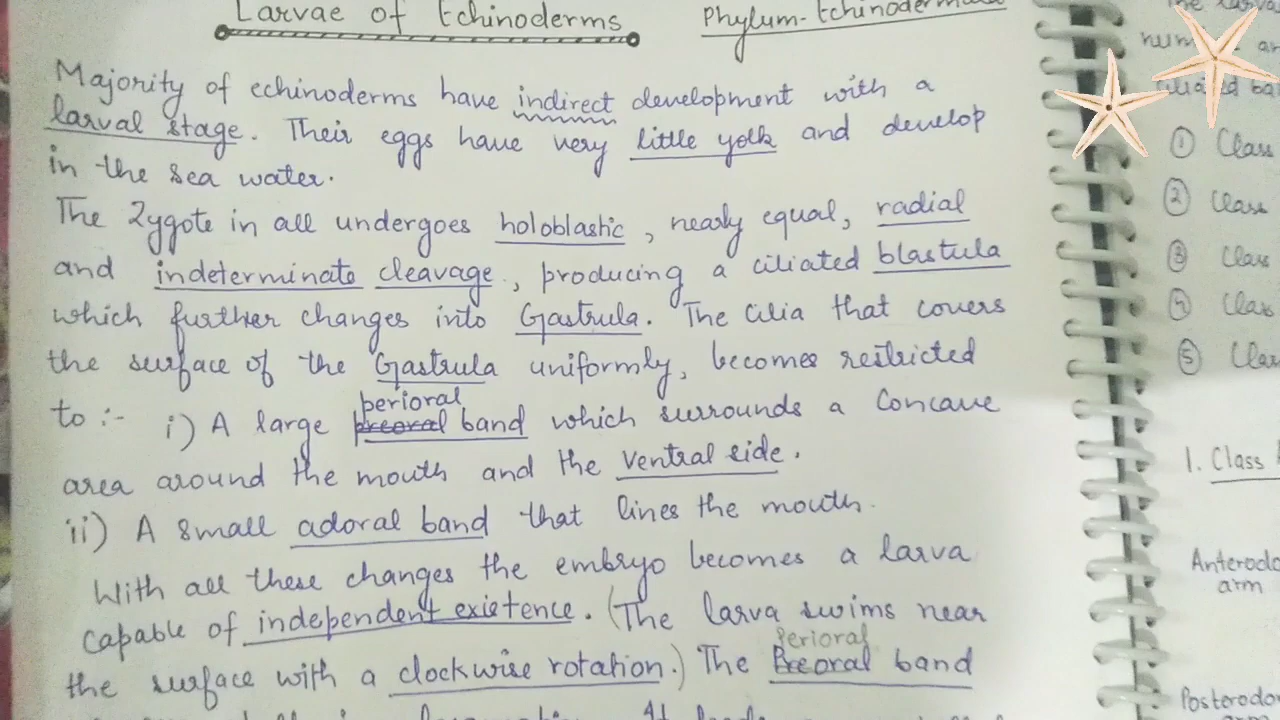 Larvae of Echinoderms
Phylum- Echinodermata
Majority of echinoderms have indirect development with a
larval stage. Their eggs have very little yolk and develop
in the sea water.
The Zygote in all undergoes holoblastic, nearly equal, radial
and indeterminate cleavage, producing a ciliated blastula
which further changes into Gastrula. The cilia that covers
the surface of the Gastrula uniformly, becomes restricted
to :- i) A large perioral band which surrounds a Concave
area around the mouth and the ventral side.
ii) A small adoral band that lines the mouth.
With all these changes the embryo becomes a larva
capable of independent existence. (The larva swims near
the surface with a clockwise rotation.) The Perioral band
① Class
② Class
③ Class
④ Class
⑤ Clas
1. Class
Anterodo
arm
Posterodo